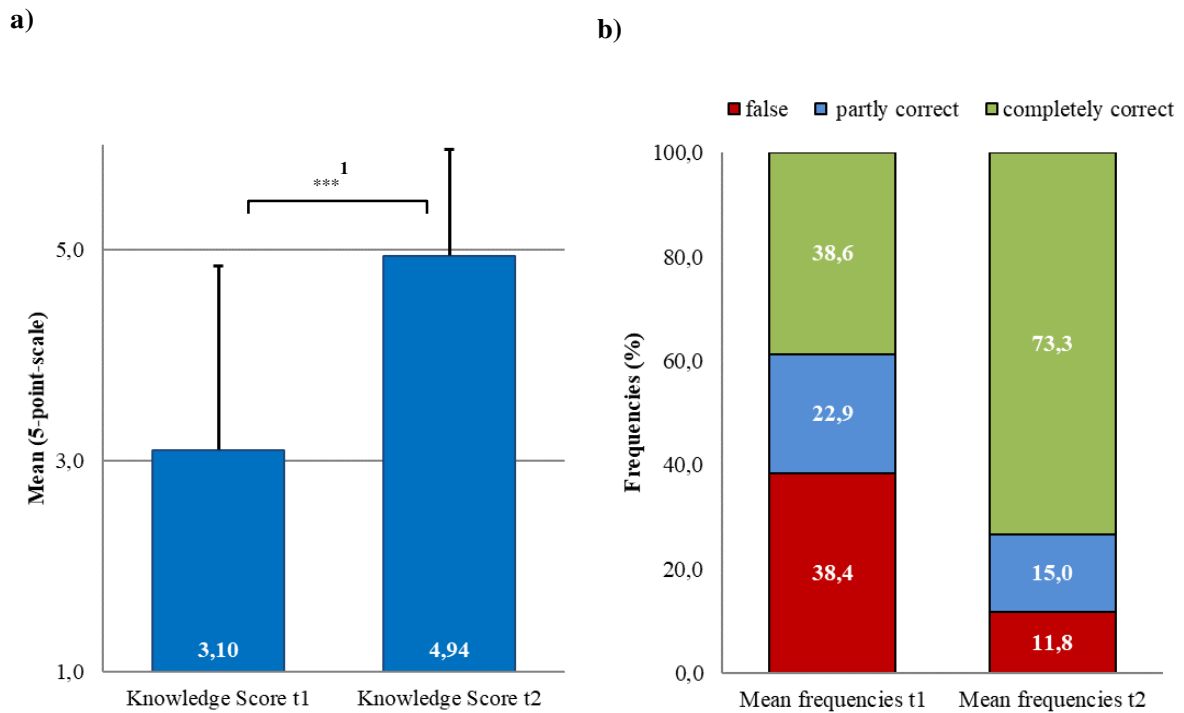 a)
1
***
Mean (5-point-scale)
5,0
3,0
1,0
3,10
4,94
Knowledge Score t1
Knowledge Score t2
b)
false
partly correct
completely correct
Frequencies (%)
100,0
80,0
60,0
40,0
20,0
0,0
38,6
22,9
38,4
73,3
15,0
11,8
Mean frequencies t1
Mean frequencies t2